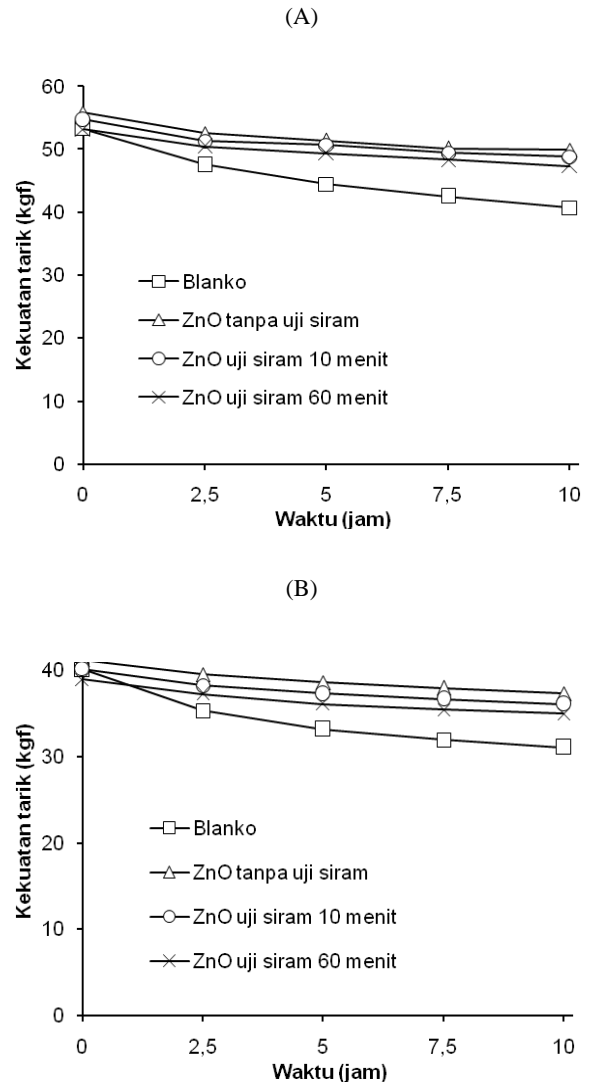 (A)
Kekuatan tarik (kgf)
60
50
40
30
20
10
0
Blanko
ZnO tanpa uji siram
ZnO uji siram 10 menit
ZnO uji siram 60 menit
0 2,5 5 7,5 10
Waktu (jam)
(B)
Kekuatan tarik (kgf)
40
30
20
10
0
Blanko
ZnO tanpa uji siram
ZnO uji siram 10 menit
ZnO uji siram 60 menit
0 2,5 5 7,5 10
Waktu (jam)